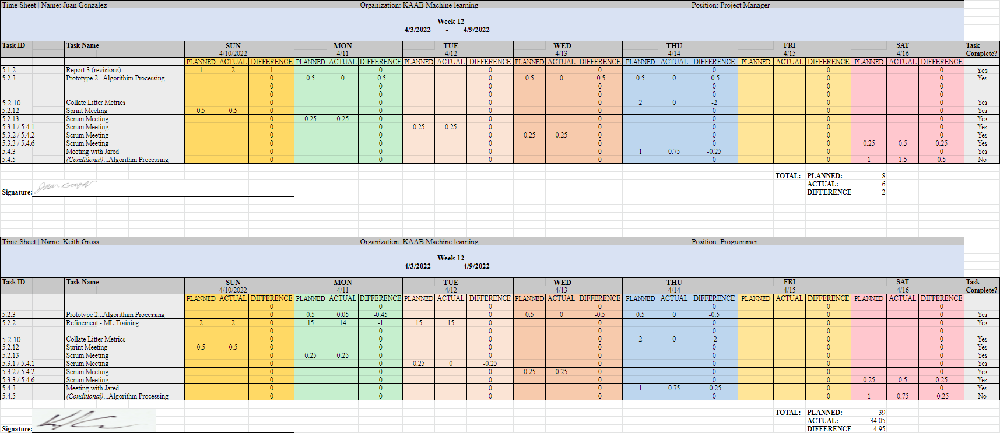 Time Sheet | Name: Juan Gonzalez Organization: KAAB Machine learning Position: Project Manager
Week 12
4/3/2022 - 4/9/2022
Task ID Task Name SUN MON TUE WED THU FRI SAT Task
4/10/2022 4/11 4/12 4/13 4/14 4/15 4/16 Complete?
PLANNED ACTUAL DIFFERENCE PLANNED ACTUAL DIFFERENCE PLANNED ACTUAL DIFFERENCE PLANNED ACTUAL DIFFERENCE PLANNED ACTUAL DIFFERENCE PLANNED ACTUAL DIFFERENCE PLANNED ACTUAL DIFFERENCE
5.1.2 Report 3 (revisions) 1 2 1 0 0 0 0 0 0 Yes
5.2.3 Prototype 2...Algorithim Processing 0 0.5 0 -0.5 0 0.5 0 -0.5 0.5 0 -0.5 0 0 Yes
0 0 0 0 0 0 0
0 0 0 0 0 0 0
5.2.10 Collate Litter Metrics 0 0 0 0 2 0 -2 0 0 Yes
5.2.12 Sprint Meeting 0.5 0.5 0 0 0 0 0 0 0 Yes
5.2.13 Scrum Meeting 0 0.25 0.25 0 0 0 0 0 0 Yes
5.3.1 / 5.4.1 Scrum Meeting 0 0 0.25 0.25 0 0 0 0 0 Yes
5.3.2 / 5.4.2 Scrum Meeting 0 0 0 0.25 0.25 0 0 0 0 Yes
5.3.3 / 5.4.6 Scrum Meeting 0 0 0 0 0 0 0.25 0.5 0.25 Yes
5.4.3 Meeting with Jared 0 0 0 0 1 0.75 -0.25 0 0 Yes
5.4.5 (Conditional)...Algorithm Processing 0 0 0 0 0 0 1 1.5 0.5 No
TOTAL: PLANNED: 8
ACTUAL: 6
Signature: Juan Gonzalez DIFFERENCE -2
Time Sheet | Name: Keith Gross Organization: KAAB Machine learning Position: Programmer
Week 12
4/3/2022 - 4/9/2022
Task ID Task Name SUN MON TUE WED THU FRI SAT Task
4/10/2022 4/11 4/12 4/13 4/14 4/15 4/16 Complete?
PLANNED ACTUAL DIFFERENCE PLANNED ACTUAL DIFFERENCE PLANNED ACTUAL DIFFERENCE PLANNED ACTUAL DIFFERENCE PLANNED ACTUAL DIFFERENCE PLANNED ACTUAL DIFFERENCE PLANNED ACTUAL DIFFERENCE
0 0 0 0 0 0 0
5.2.3 Prototype 2...Algorithim Processing 0 0.5 0.05 -0.45 0 0.5 0 -0.5 0.5 0 -0.5 0 0 Yes
5.2.2 Refinement - ML Training 2 2 0 15 14 -1 15 15 0 0 0 0 0 Yes
0 0 0 0 0 0 0
5.2.10 Collate Litter Metrics 0 0 0 0 2 0 -2 0 0 Yes
5.2.12 Sprint Meeting 0.5 0.5 0 0 0 0 0 0 0 Yes
5.2.13 Scrum Meeting 0 0.25 0.25 0 0 0 0 0 0 Yes
5.3.1 / 5.4.1 Scrum Meeting 0 0 0.25 0 -0.25 0 0 0 0 Yes
5.3.2 / 5.4.2 Scrum Meeting 0 0 0 0.25 0.25 0 0 0 0 Yes
5.3.3 / 5.4.6 Scrum Meeting 0 0 0 0 0 0 0.25 0.5 0.25 Yes
5.4.3 Meeting with Jared 0 0 0 0 1 0.75 -0.25 0 0 Yes
5.4.5 (Conditional)...Algorithm Processing 0 0 0 0 0 0 1 0.75 -0.25 No
TOTAL: PLANNED: 39
ACTUAL: 34.05
Signature: DIFFERENCE -4.95